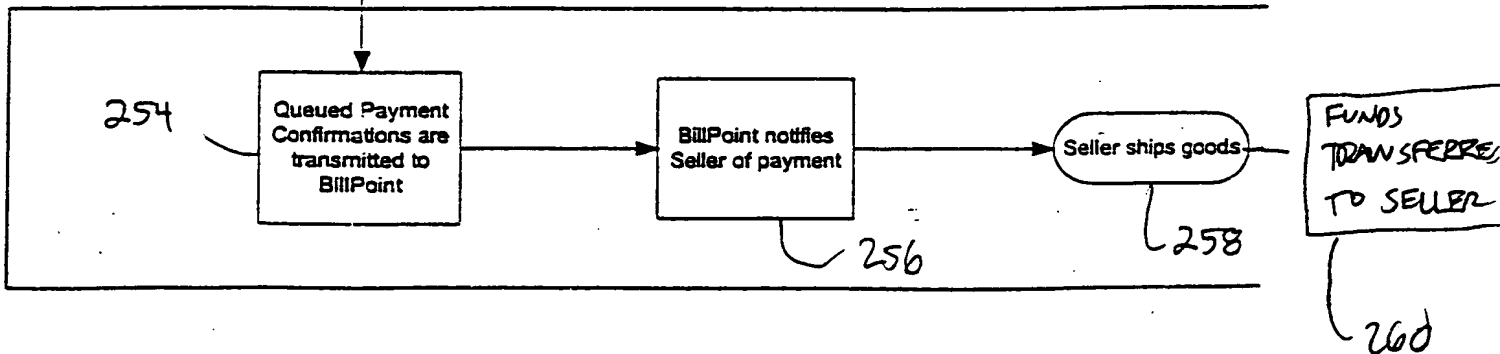 254
Queued Payment
Confirmations are
transmitted to
BillPoint
BillPoint notifies
Seller of payment
256
Seller ships goods
258
FUNDS
TRANSFERRED
TO SELLER
260